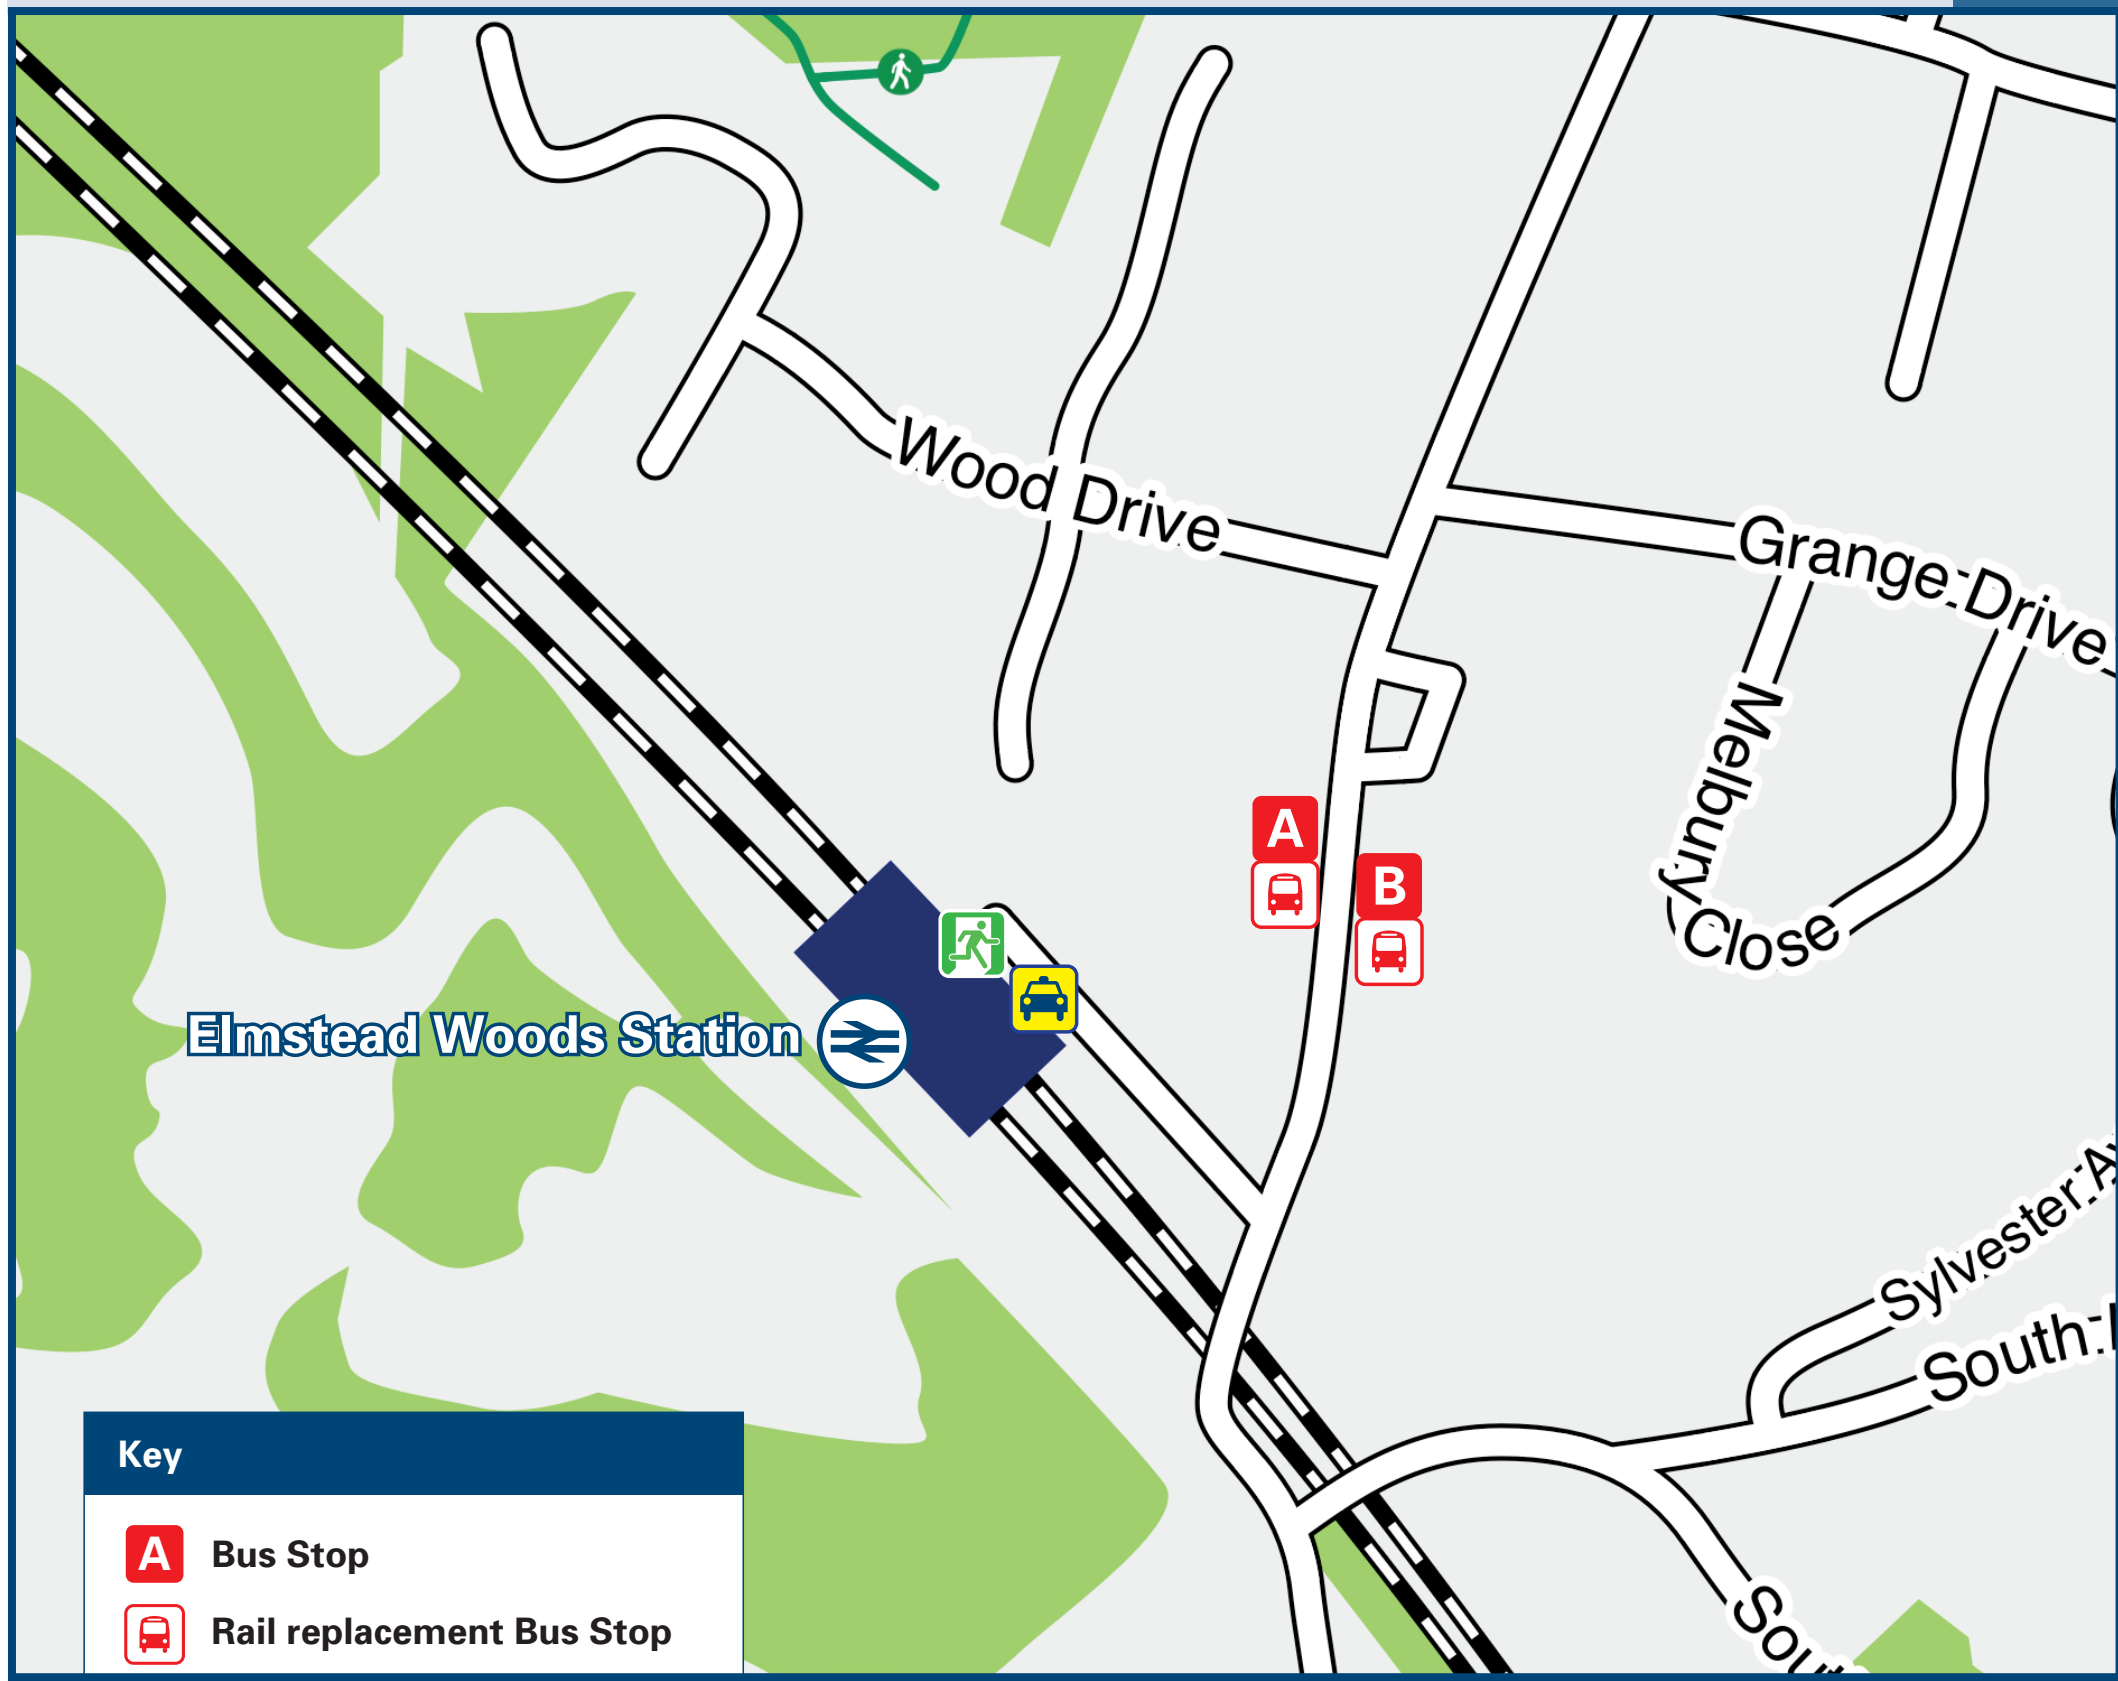 Wood Drive
Grange Drive
Melbury
Close
A
B
Elmstead Woods Station
Sylvester
South
Key
A Bus Stop
Rail replacement Bus Stop